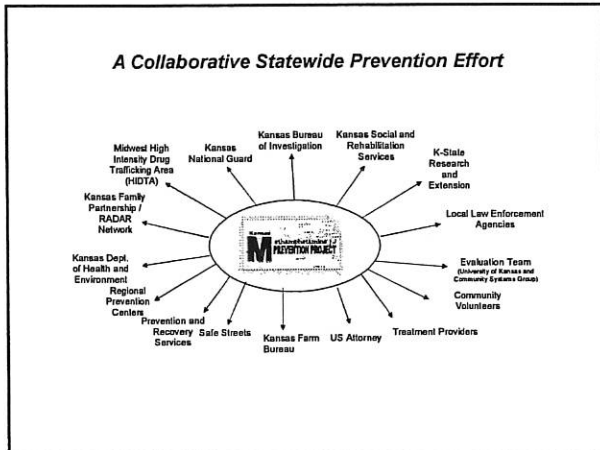 A Collaborative Statewide Prevention Effort
Kansas Bureau
of Investigation
Kansas Social and
Rehabilitation
Services
Kansas
National Guard
Midwest High
Intensity Drug
Trafficking Area
(HIDTA)
K-State
Research
and
Extension
Kansas Family
Partnership /
RADAR
Network
Local Law Enforcement
Agencies
Kansas
Methamphetamine
PREVENTION PROJECT
Kansas Dept.
of Health and
Environment
Evaluation Team
(University of Kansas and
Community Systems Group)
Regional
Prevention
Centers
Community
Volunteers
Prevention and
Recovery
Services
Safe Streets
Kansas Farm
Bureau
US Attorney
Treatment Providers